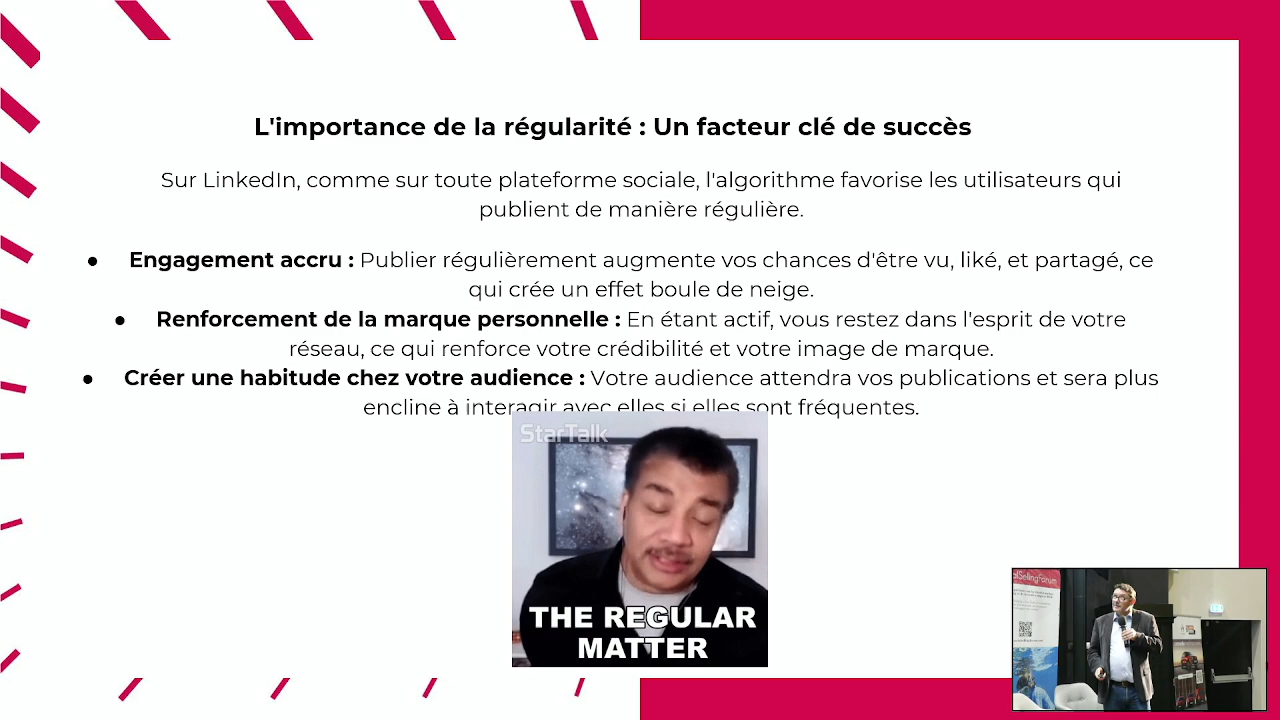 L'importance de la régularité : Un facteur clé de succès
Sur LinkedIn, comme sur toute plateforme sociale, l'algorithme favorise les utilisateurs qui
publient de manière régulière.
● Engagement accru : Publier régulièrement augmente vos chances d'être vu, liké, et partagé, ce
qui crée un effet boule de neige.
● Renforcement de la marque personnelle : En étant actif, vous restez dans l'esprit de votre
réseau, ce qui renforce votre crédibilité et votre image de marque.
● Créer une habitude chez votre audience : Votre audience attendra vos publications et sera plus
encline à interagir avec elles si elles sont fréquentes.
StarTalk
THE REGULAR
MATTER
alSellingForum